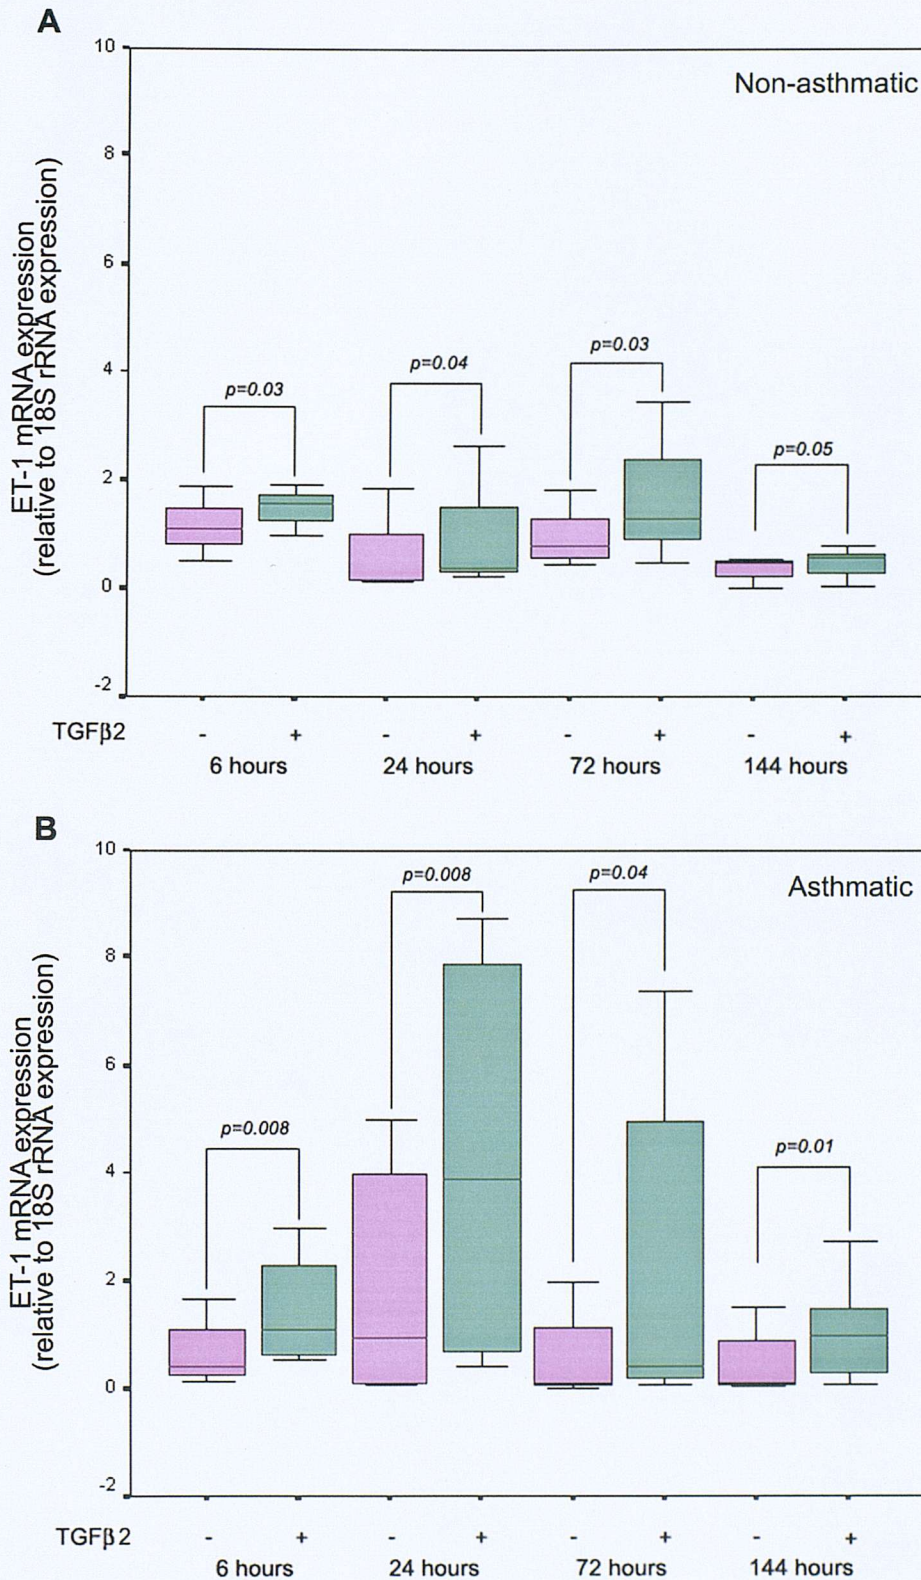 A
10
Non-asthmatic
8
6
4
2
0
-2
ET-1 mRNA expression
(relative to 18S rRNA expression)
p=0.03
p=0.04
p=0.03
p=0.05
TGFβ2 - + - + - + - +
6 hours 24 hours 72 hours 144 hours
B
10
Asthmatic
8
6
4
2
0
-2
ET-1 mRNA expression
(relative to 18S rRNA expression)
p=0.008
p=0.008
p=0.04
p=0.01
TGFβ2 - + - + - + - +
6 hours 24 hours 72 hours 144 hours